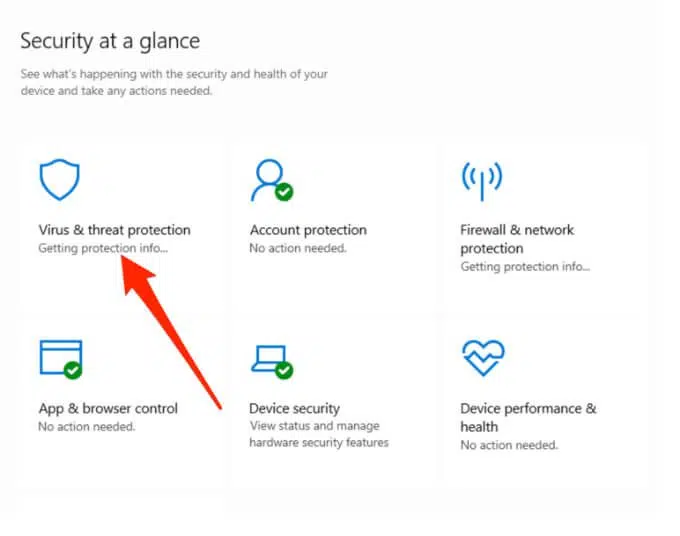 Security at a glance
See what's happening with the security and health of your
device and take any actions needed.
Virus & threat protection
Getting protection info...
Account protection
No action needed.
Firewall & network
protection
Getting protection info...
App & browser control
No action needed.
Device security
View status and manage
hardware security features
Device performance &
health
No action needed.